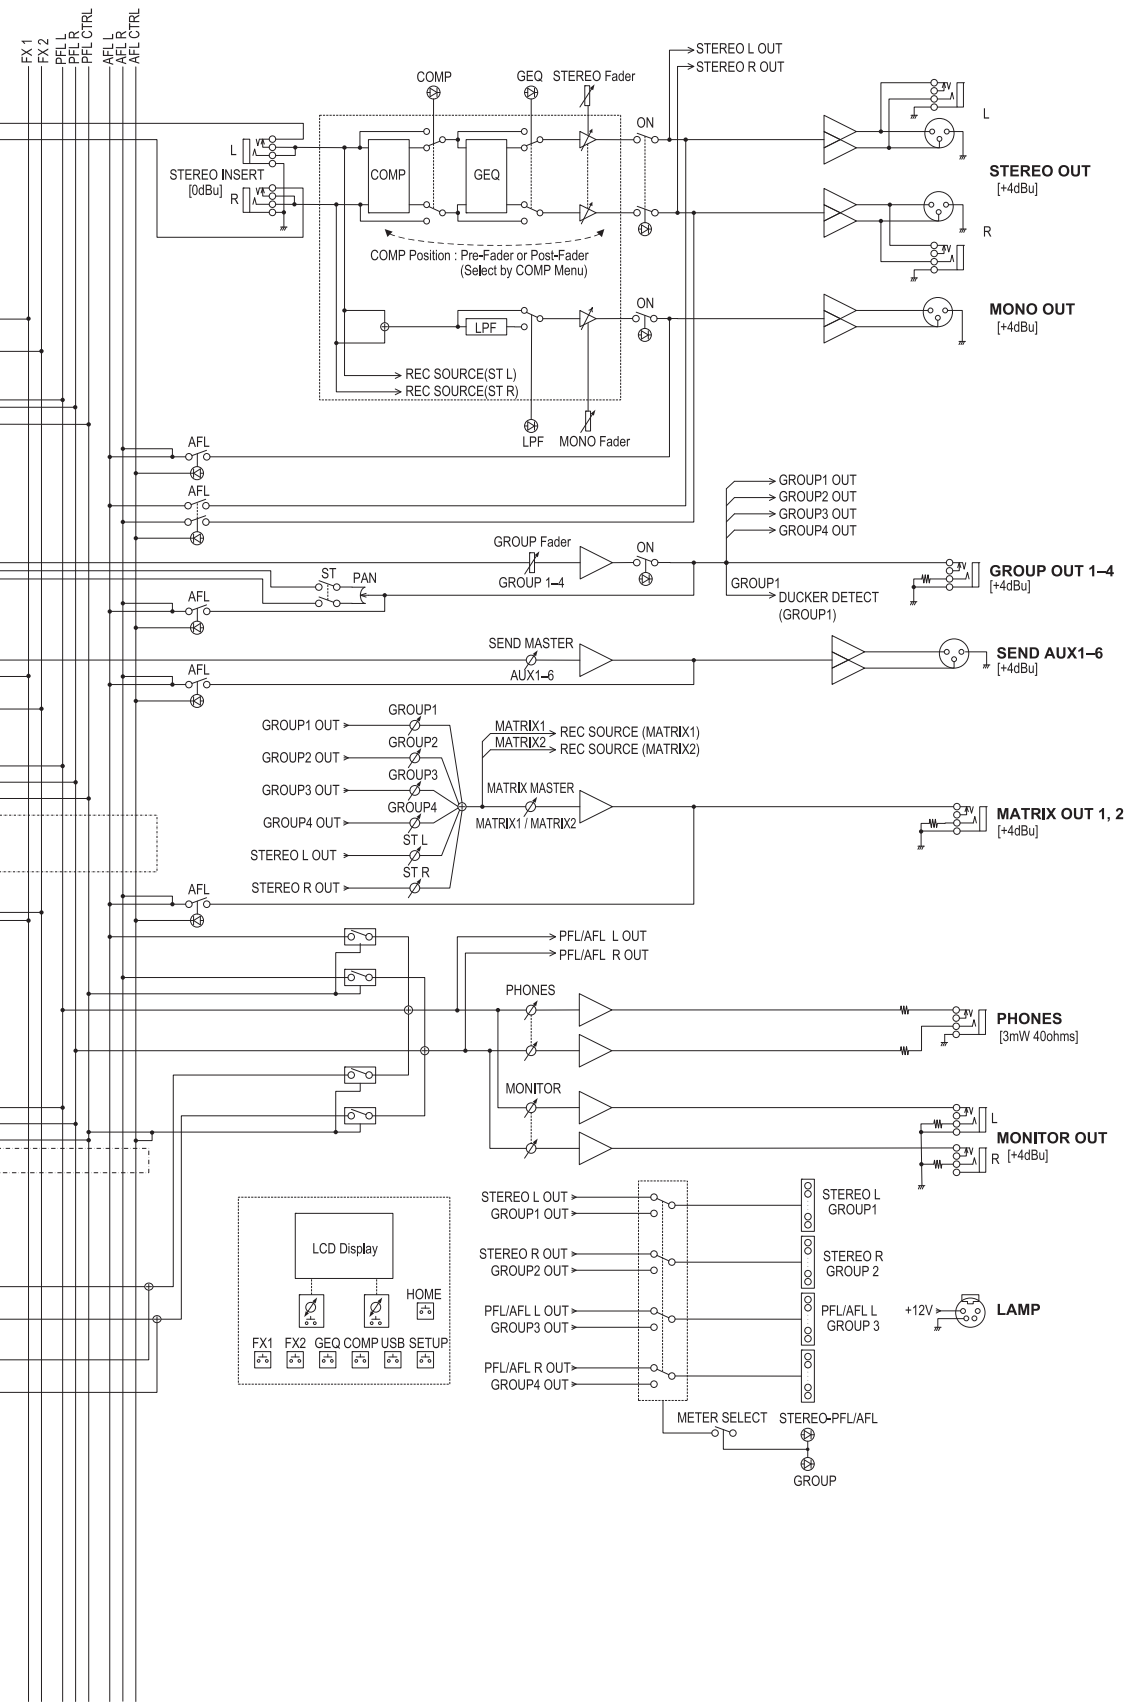 FX 1
FX 2
PFL L
PFL R
PFL CTRL
AFL L
AFL R
AFL CTRL
STEREO L OUT
STEREO R OUT
COMP
GEQ
STEREO Fader
ON
L
L
STEREO INSERT
[0dBu]
R
COMP
GEQ
STEREO OUT
[+4dBu]
R
COMP Position : Pre-Fader or Post-Fader
(Select by COMP Menu)
ON
LPF
MONO OUT
[+4dBu]
REC SOURCE(ST L)
REC SOURCE(ST R)
LPF
MONO Fader
AFL
AFL
GROUP1 OUT
GROUP2 OUT
GROUP3 OUT
GROUP4 OUT
GROUP Fader
ON
GROUP 1–4
ST
PAN
GROUP1
DUCKER DETECT
(GROUP1)
GROUP OUT 1–4
[+4dBu]
AFL
SEND MASTER
AUX1–6
SEND AUX1–6
[+4dBu]
AFL
GROUP1
GROUP1 OUT
GROUP2
GROUP2 OUT
GROUP3
GROUP3 OUT
GROUP4
GROUP4 OUT
ST L
STEREO L OUT
ST R
STEREO R OUT
MATRIX1
REC SOURCE (MATRIX1)
MATRIX2
REC SOURCE (MATRIX2)
MATRIX MASTER
MATRIX1 / MATRIX2
MATRIX OUT 1, 2
[+4dBu]
AFL
PFL/AFL L OUT
PFL/AFL R OUT
PHONES
PHONES
[3mW 40ohms]
MONITOR
L
MONITOR OUT
R [+4dBu]
LCD Display
HOME
FX1 FX2 GEQ COMP USB SETUP
STEREO L OUT
GROUP1 OUT
STEREO L
GROUP1
STEREO R OUT
GROUP2 OUT
STEREO R
GROUP 2
PFL/AFL L OUT
GROUP3 OUT
PFL/AFL L
GROUP 3
PFL/AFL R OUT
GROUP4 OUT
+12V
LAMP
METER SELECT
STEREO-PFL/AFL
GROUP